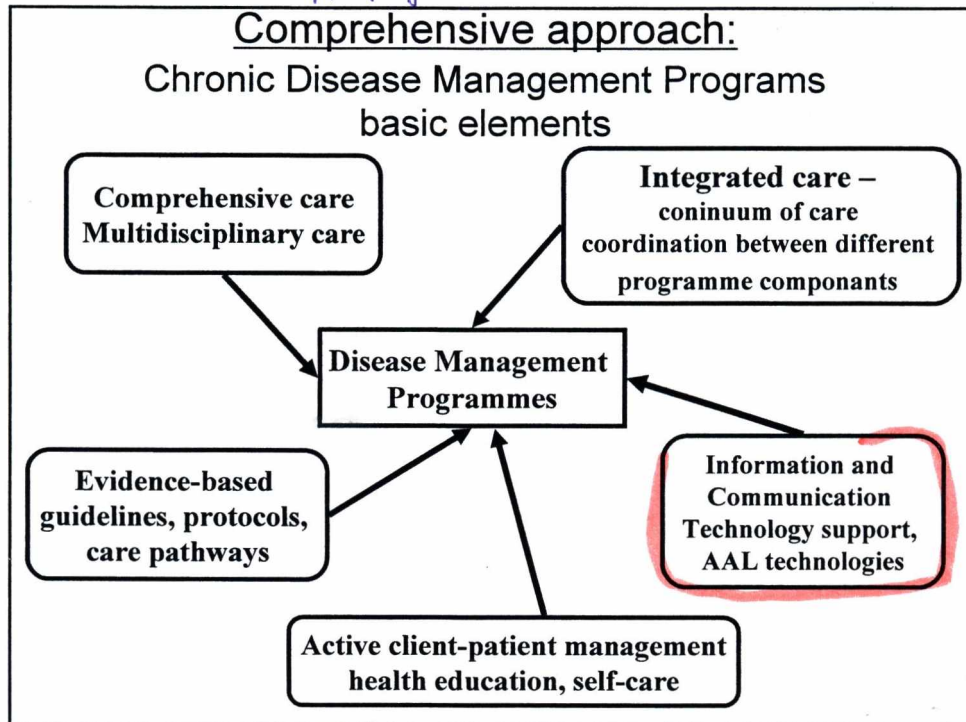 Comprehensive approach:
Chronic Disease Management Programs
basic elements
Comprehensive care
Multidisciplinary care
Integrated care –
coninuum of care
coordination between different
programme componants
Disease Management
Programmes
Evidence-based
guidelines, protocols,
care pathways
Information and
Communication
Technology support,
AAL technologies
Active client-patient management
health education, self-care